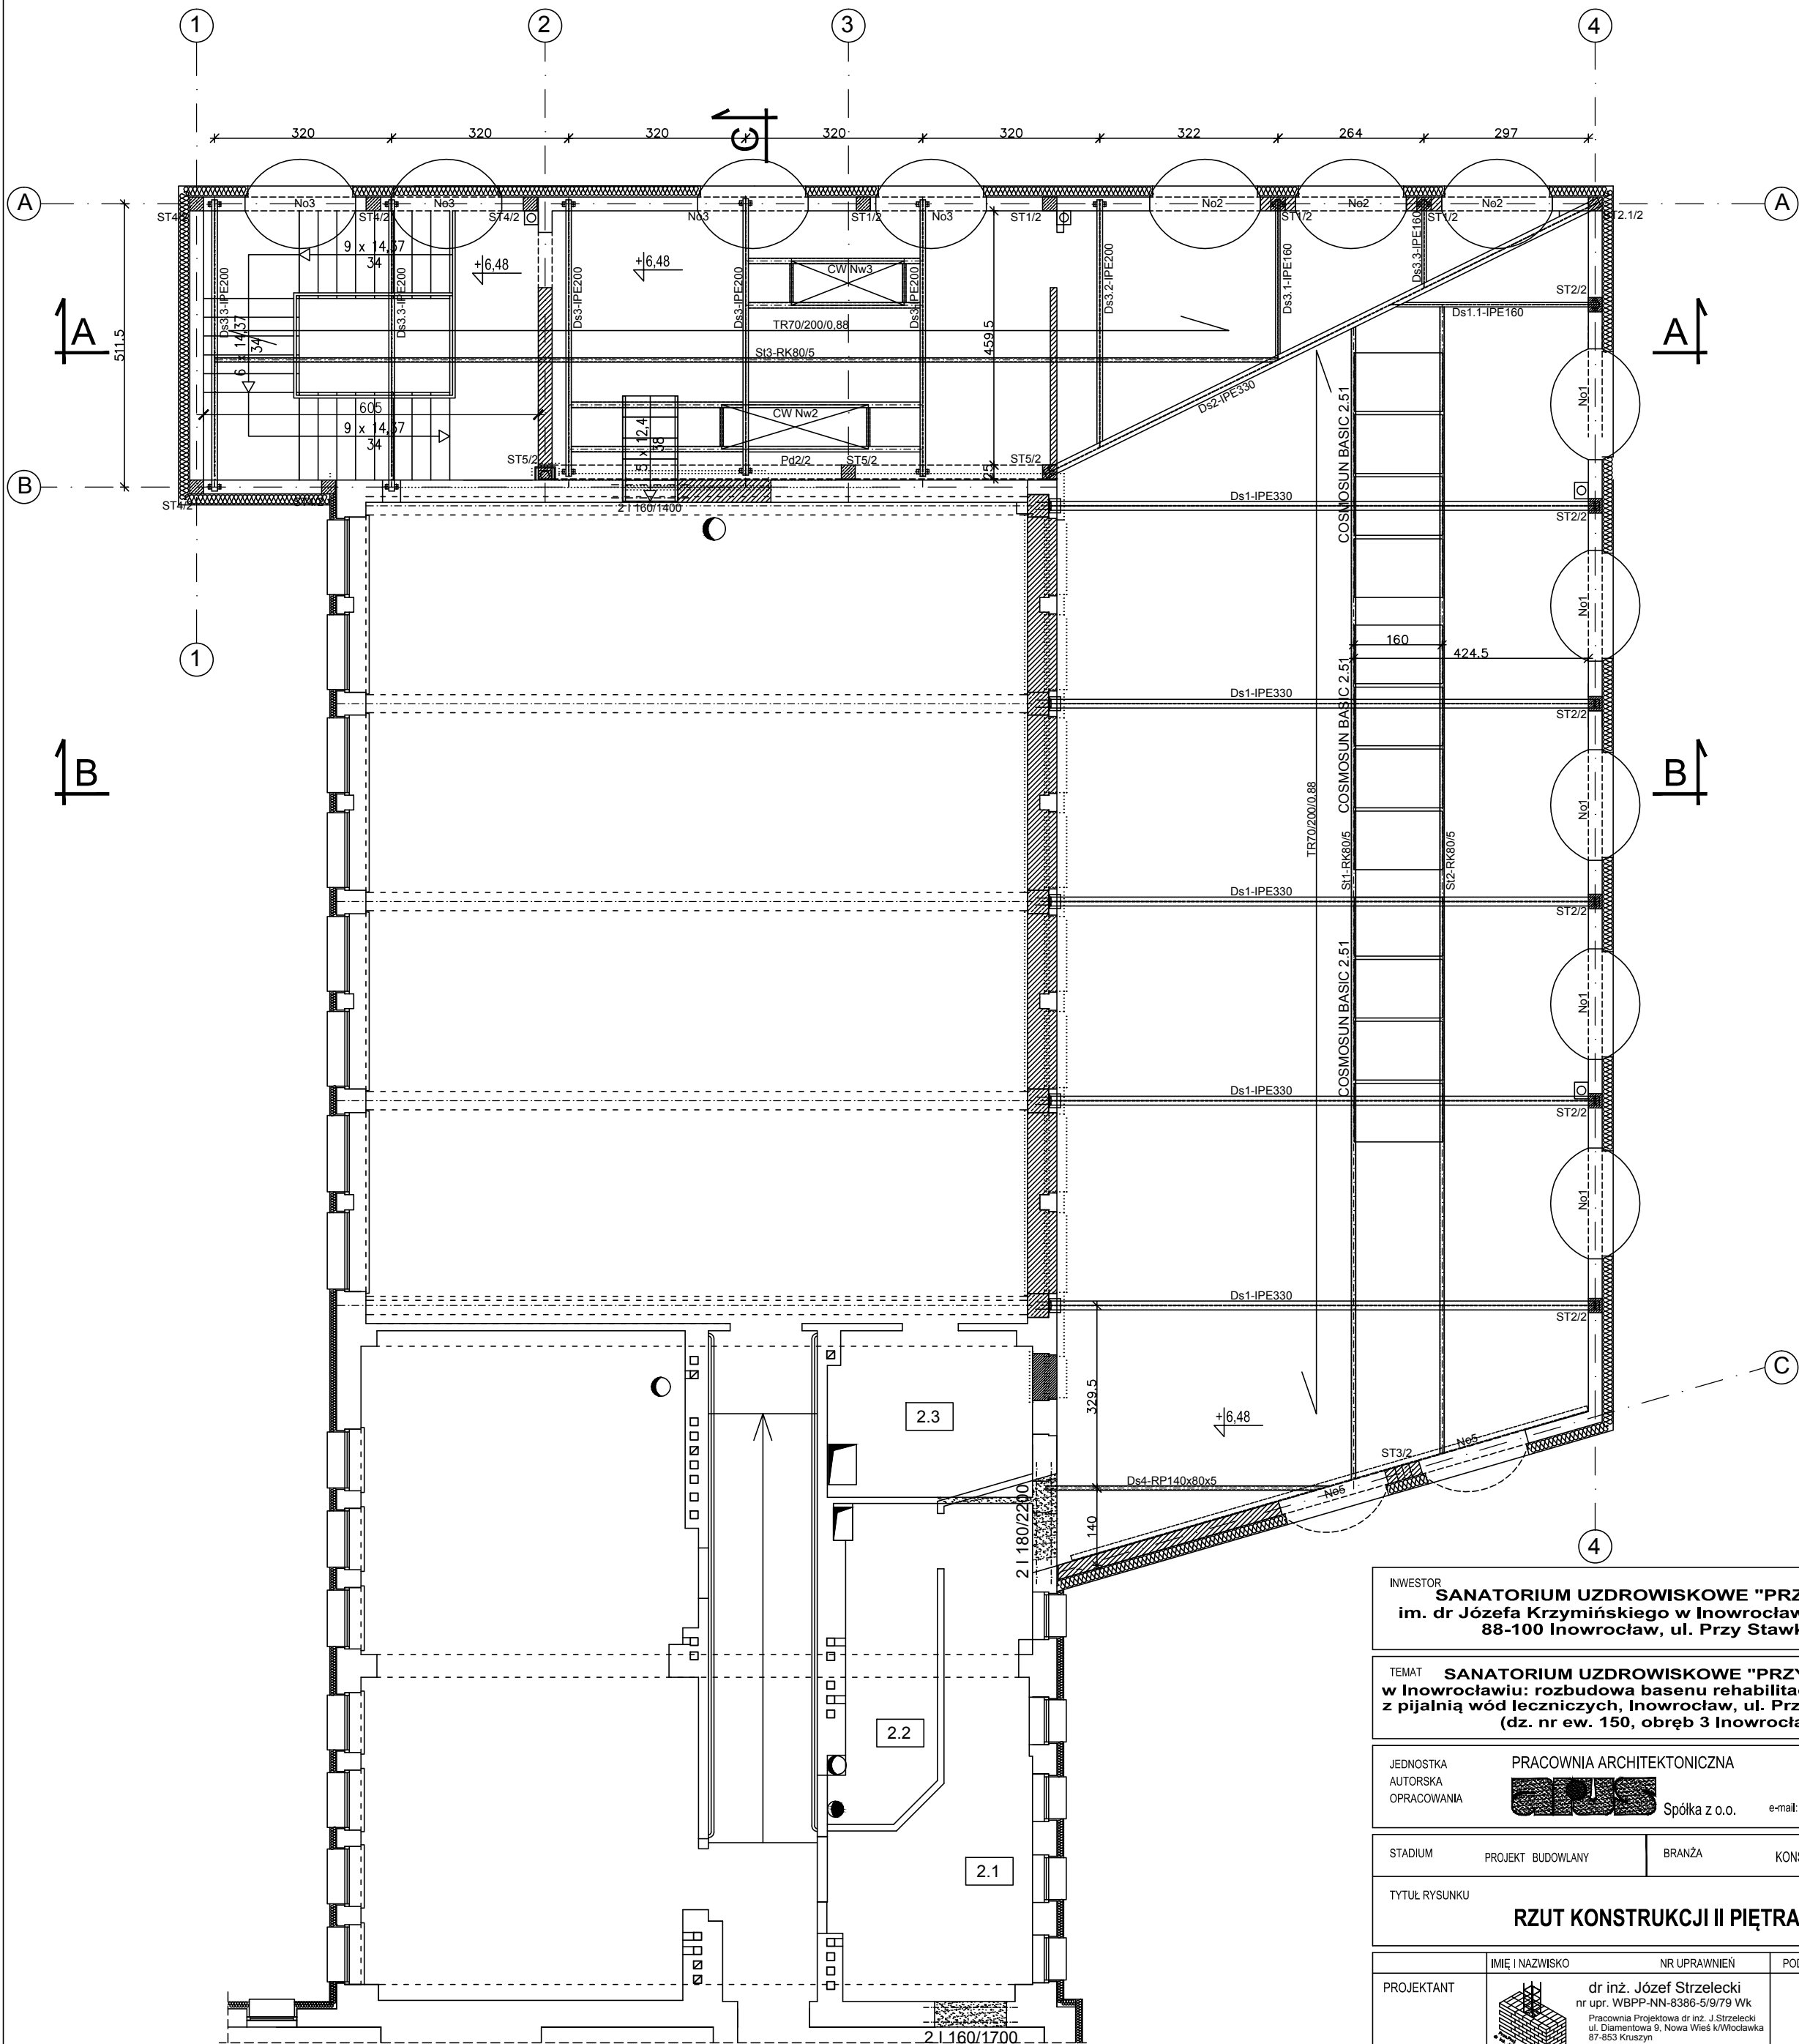 1
2
3
4
320
320
320
320
320
322
264
297
C
A
A
No3
No3
No3
No3
No2
No2
No2
ST4/2
ST4/2
ST1/2
ST1/2
ST1/2
ST1/2
ST2.1/2
9 x 14,37
34
+6,48
+6,48
CW Nw3
Ds3.3-IPE200
Ds3.3-IPE200
Ds3-IPE200
Ds3-IPE200
Ds3-IPE200
Ds3.2-IPE200
Ds3.1-IPE160
Ds3.3-IPE160
ST2/2
Ds1.1-IPE160
A
A
511.5
6 x 14,37
34
TR70/200/0,88
St3-RK80/5
459.5
Ds2-IPE330
605
9 x 14,37
34
5 x 12,4
38
CW Nw2
No1
COSMOSUN BASIC 2.51
ST5/2
Pd2/2
ST5/2
ST5/2
25
B
ST4/2
ST4/2
2 I 160/1400
Ds1-IPE330
ST2/2
No1
1
160
424.5
COSMOSUN BASIC 2.51
Ds1-IPE330
ST2/2
B
B
No1
TR70/200/0,88
St1-RK80/5
St2-RK80/5
Ds1-IPE330
ST2/2
COSMOSUN BASIC 2.51
No1
Ds1-IPE330
ST2/2
No1
Ds1-IPE330
ST2/2
C
329.5
2.3
+6,48
ST3/2
No5
Ds4-RP140x80x5
No5
2 I 180/2200
140
4
INWESTOR
SANATORIUM UZDROWISKOWE "PRZ
im. dr Józefa Krzymińskiego w Inowrocław
88-100 Inowrocław, ul. Przy Stawk
TEMAT SANATORIUM UZDROWISKOWE "PRZY
w Inowrocławiu: rozbudowa basenu rehabilita
z pijalnią wód leczniczych, Inowrocław, ul. Prz
(dz. nr ew. 150, obręb 3 Inowrocła
2.2
JEDNOSTKA
AUTORSKA
OPRACOWANIA
PRACOWNIA ARCHITEKTONICZNA
Spółka z o.o.
e-mail:
STADIUM PROJEKT BUDOWLANY BRANŻA KONS
2.1
TYTUŁ RYSUNKU
RZUT KONSTRUKCJI II PIĘTRA
IMIĘ I NAZWISKO NR UPRAWNIEŃ POD
PROJEKTANT
dr inż. Józef Strzelecki
nr upr. WBPP-NN-8386-5/9/79 Wk
Pracownia Projektowa dr inż. J.Strzelecki
ul. Diamentowa 9, Nowa Wieś k/Włocławka
87-853 Kruszyn
2 I 160/1700